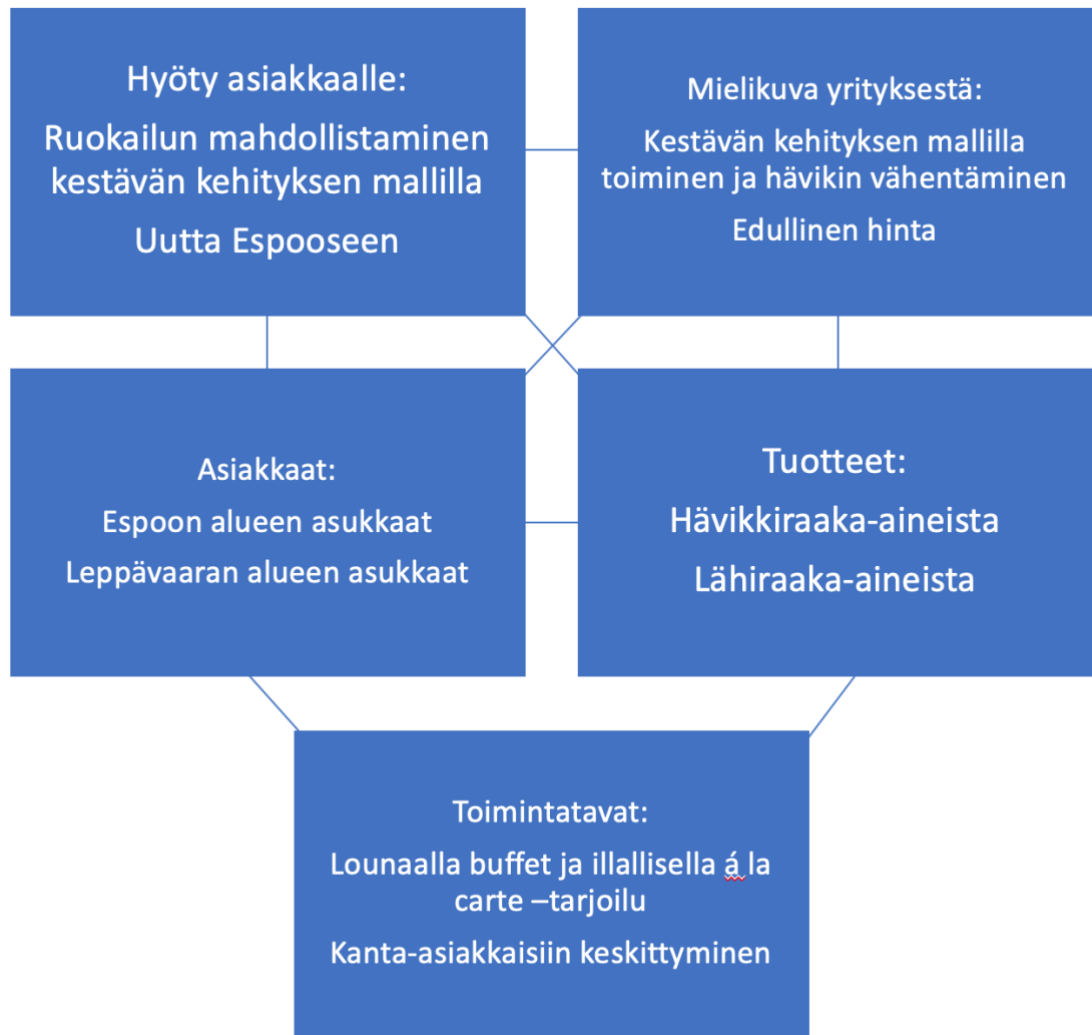 Hyöty asiakkaalle:
Ruokailun mahdollistaminen
kestävän kehityksen mallilla
Uutta Espooseen
Mielikuva yrityksestä:
Kestävän kehityksen mallilla
toiminen ja hävikin vähentäminen
Edullinen hinta
Asiakkaat:
Espoon alueen asukkaat
Leppävaaran alueen asukkaat
Tuotteet:
Hävikkiraaka-aineista
Lähiraaka-aineista
Toimintatavat:
Lounaalla buffet ja illallisella á la
carte –tarjoilu
Kanta-asiakkaisiin keskittyminen